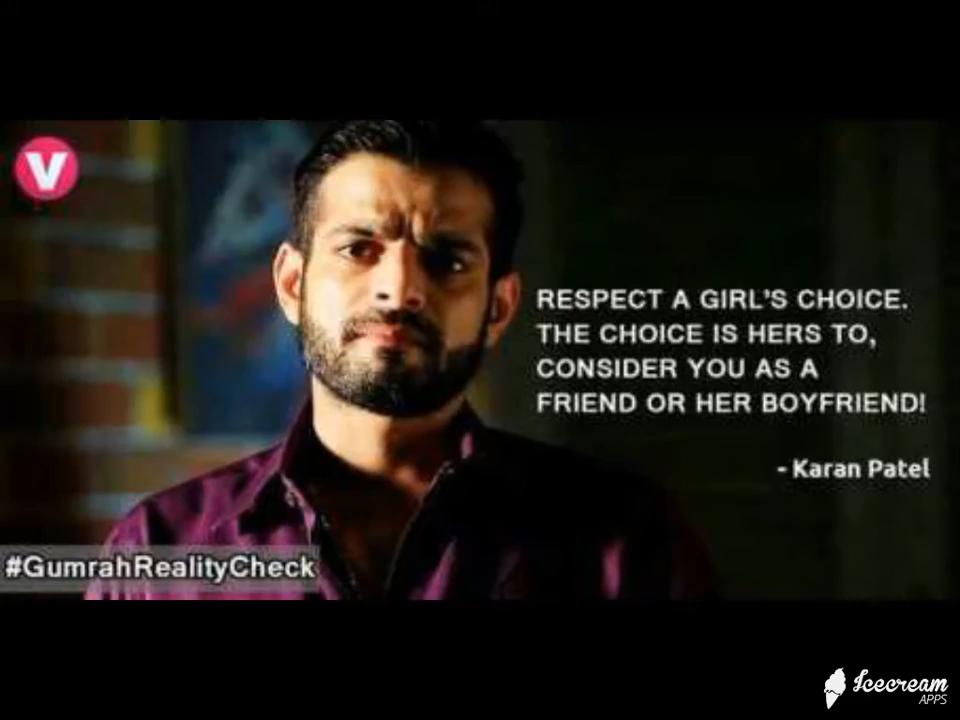 V
RESPECT A GIRL'S CHOICE.
THE CHOICE IS HERS TO,
CONSIDER YOU AS A
FRIEND OR HER BOYFRIEND!
- Karan Patel
#GumrahRealityCheck
Icecream
APPS